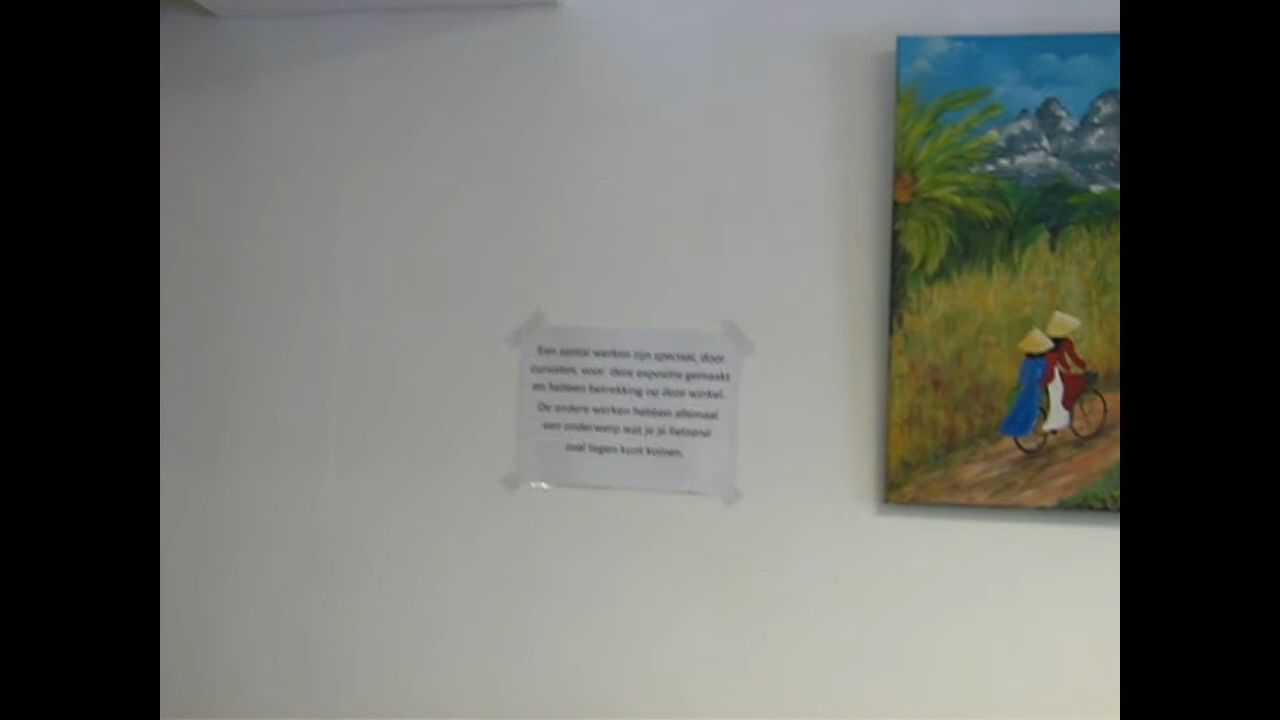 Een aantal werken zijn speciaal, door
cursisten, voor deze expositie gemaakt
en hebben betrekking op deze winkel.
De andere werken hebben allemaal
een onderwerp wat je al fietsend
zoal tegen kunt komen.